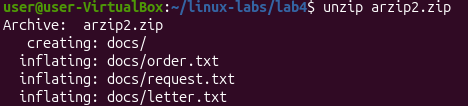 user@user-VirtualBox:~/linux-labs/lab4$ unzip arzip2.zip
Archive:  arzip2.zip
   creating: docs/
  inflating: docs/order.txt
  inflating: docs/request.txt
  inflating: docs/letter.txt